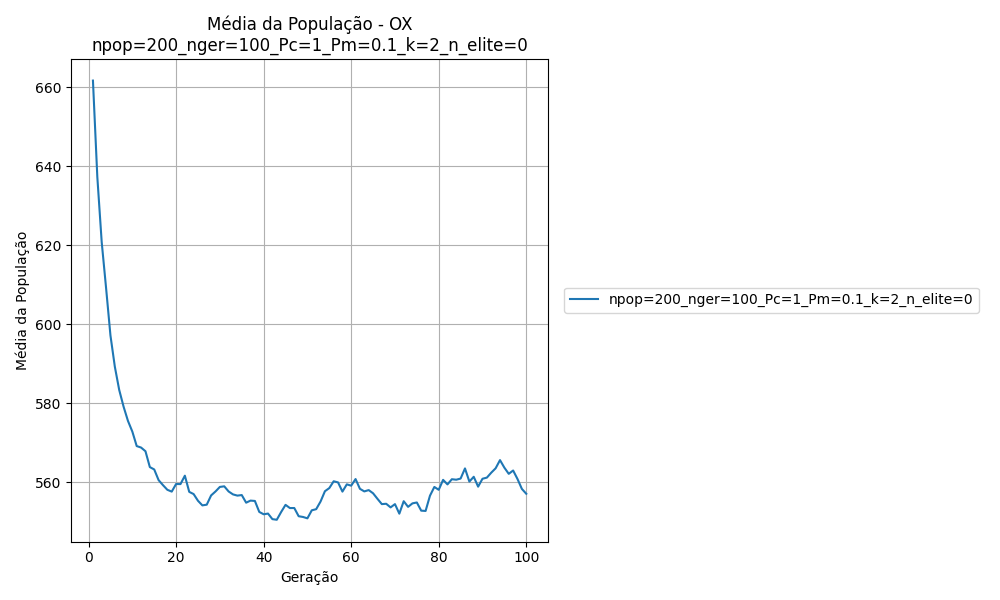 Média da População - OX
npop=200_nger=100_Pc=1_Pm=0.1_k=2_n_elite=0
Média da População
660
640
620
600
580
560
0 20 40 60 80 100
Geração
npop=200_nger=100_Pc=1_Pm=0.1_k=2_n_elite=0